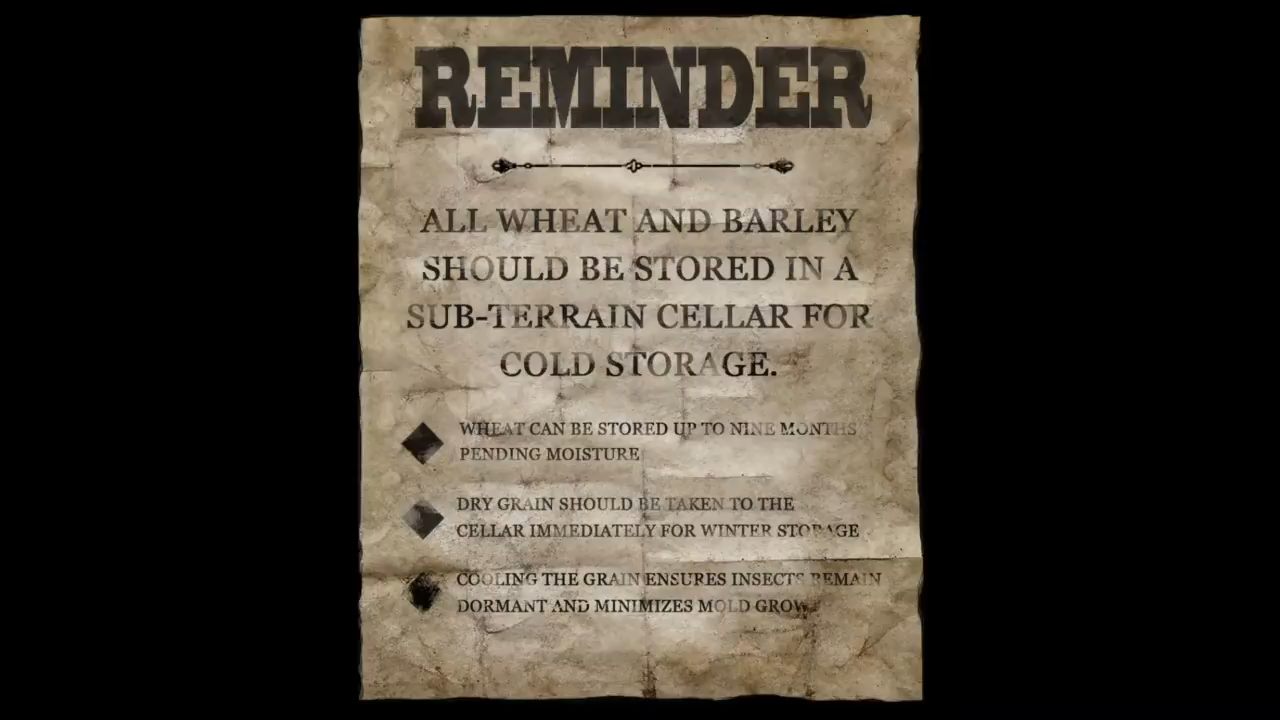 REMINDER
ALL WHEAT AND BARLEY
SHOULD BE STORED IN A
SUB-TERRAIN CELLAR FOR
COLD STORAGE.
WHEAT CAN BE STORED UP TO NINE MONTHS
PENDING MOISTURE
DRY GRAIN SHOULD BE TAKEN TO THE
CELLAR IMMEDIATELY FOR WINTER STORAGE
COOLING THE GRAIN ENSURES INSECTS REMAIN
DORMANT AND MINIMIZES MOLD GROWTH